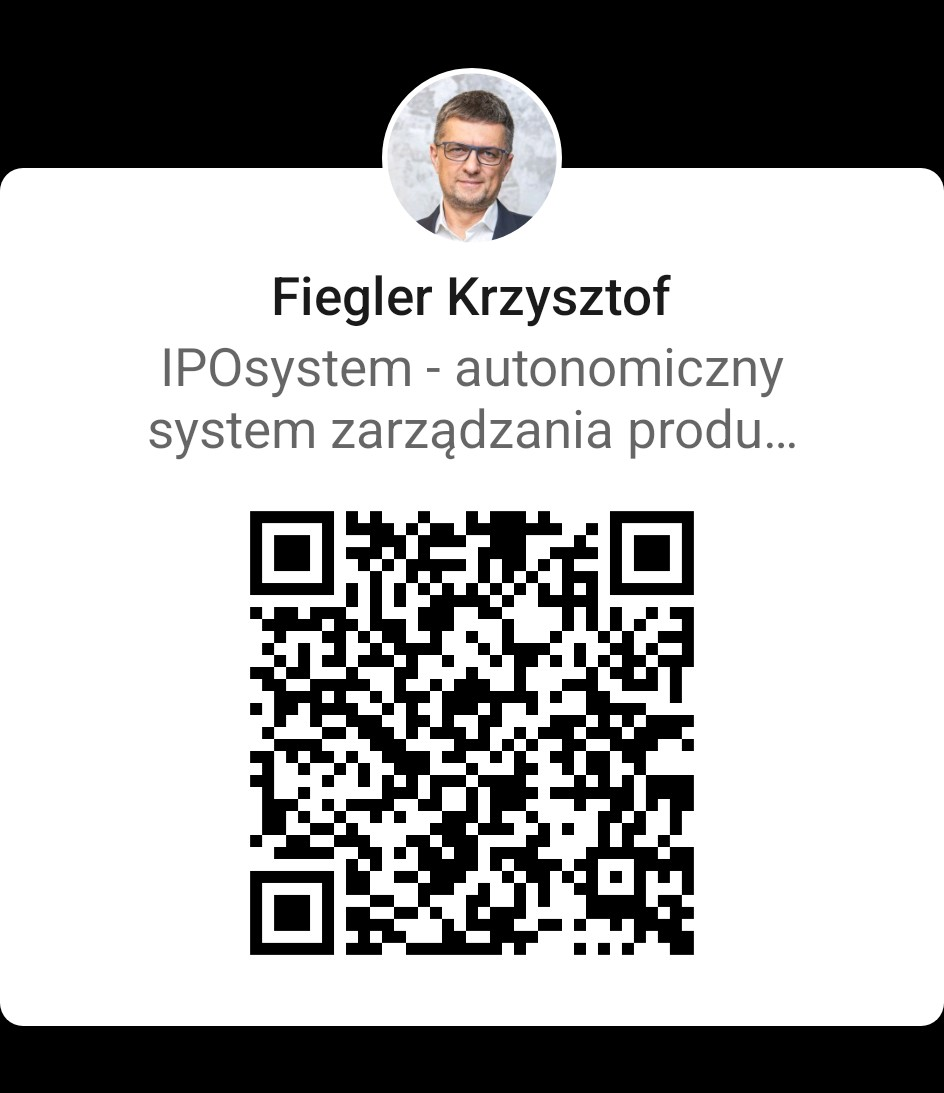 Fiegler Krzysztof
IPOsystem - autonomiczny
system zarządzania produ...